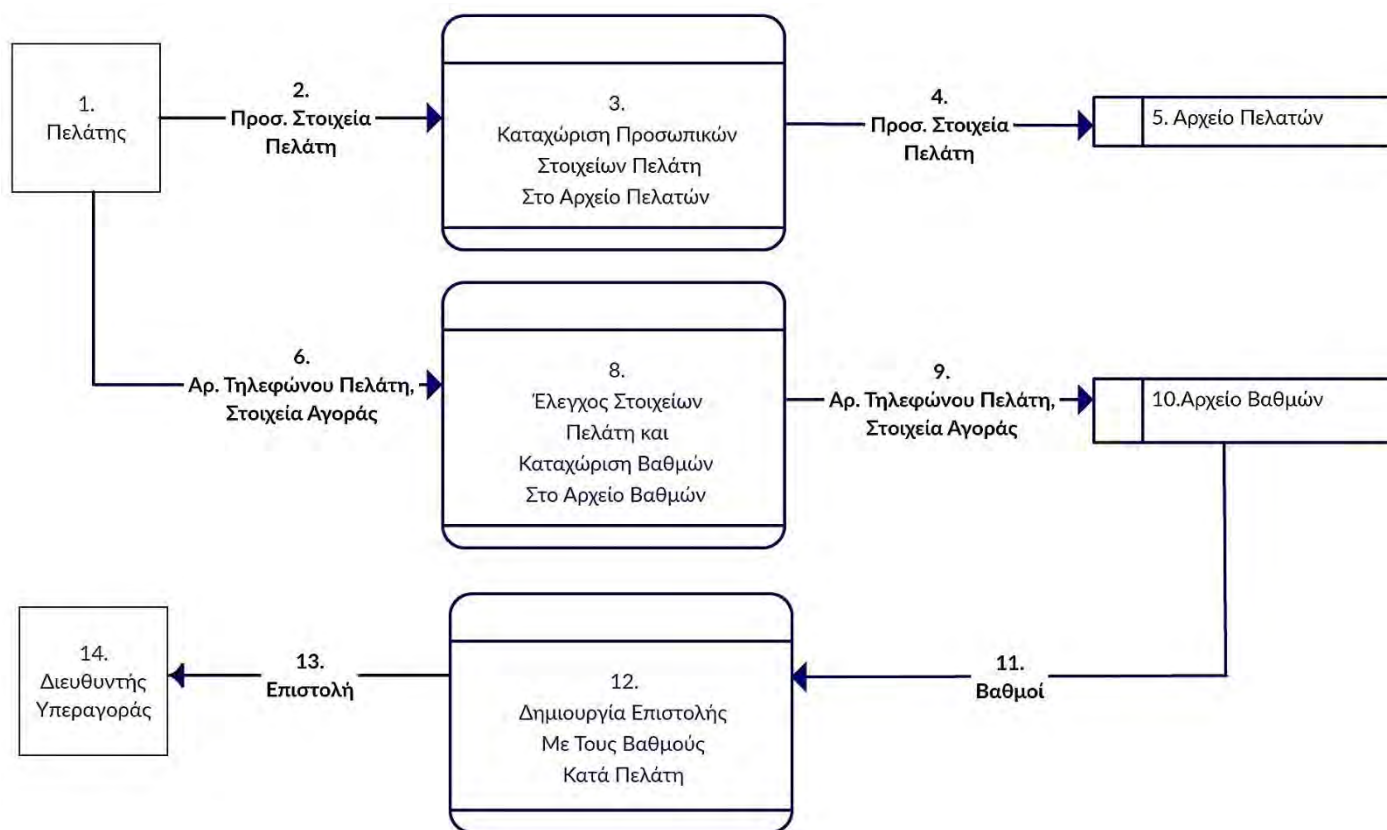 1.
Πελάτης
2.
Προσ. Στοιχεία
Πελάτη
3.
Καταχώριση Προσωπικών
Στοιχείων Πελάτη
Στο Αρχείο Πελατών
4.
Προσ. Στοιχεία
Πελάτη
5. Αρχείο Πελατών
6.
Αρ. Τηλεφώνου Πελάτη,
Στοιχεία Αγοράς
8.
Έλεγχος Στοιχείων
Πελάτη και
Καταχώριση Βαθμών
Στο Αρχείο Βαθμών
9.
Αρ. Τηλεφώνου Πελάτη,
Στοιχεία Αγοράς
10.Αρχείο Βαθμών
11.
Βαθμοί
12.
Δημιουργία Επιστολής
Με Τους Βαθμούς
Κατά Πελάτη
13.
Επιστολή
14.
Διευθυντής
Υπεραγοράς